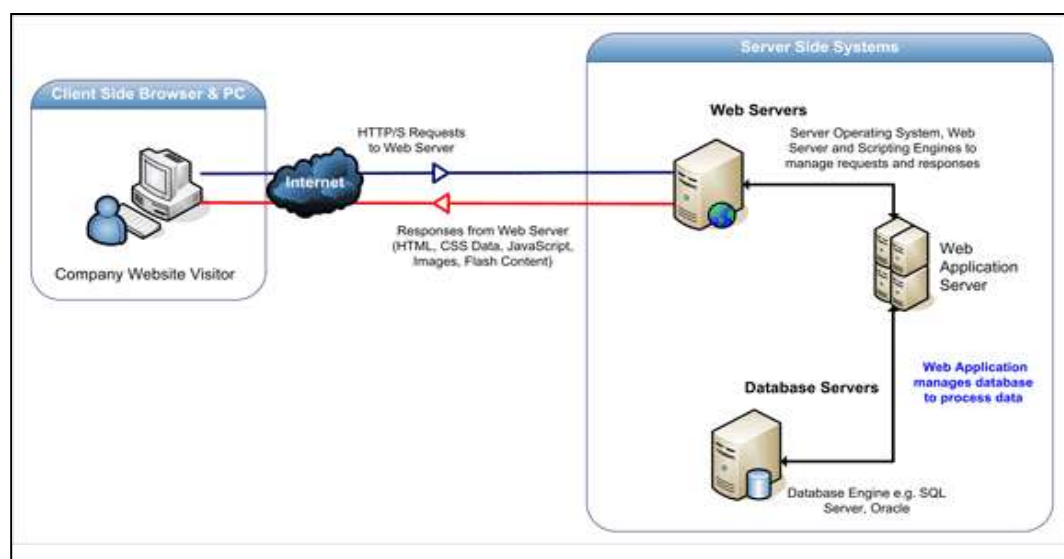 Server Side Systems
Client Side Browser & PC
Company Website Visitor
Internet
HTTP/S Requests
to Web Server
Responses from Web Server
(HTML, CSS Data, JavaScript,
Images, Flash Content)
Web Servers
Server Operating System, Web
Server and Scripting Engines to
manage requests and responses
Web
Application
Server
Web Application
manages database
to process data
Database Servers
Database Engine e.g. SQL
Server, Oracle